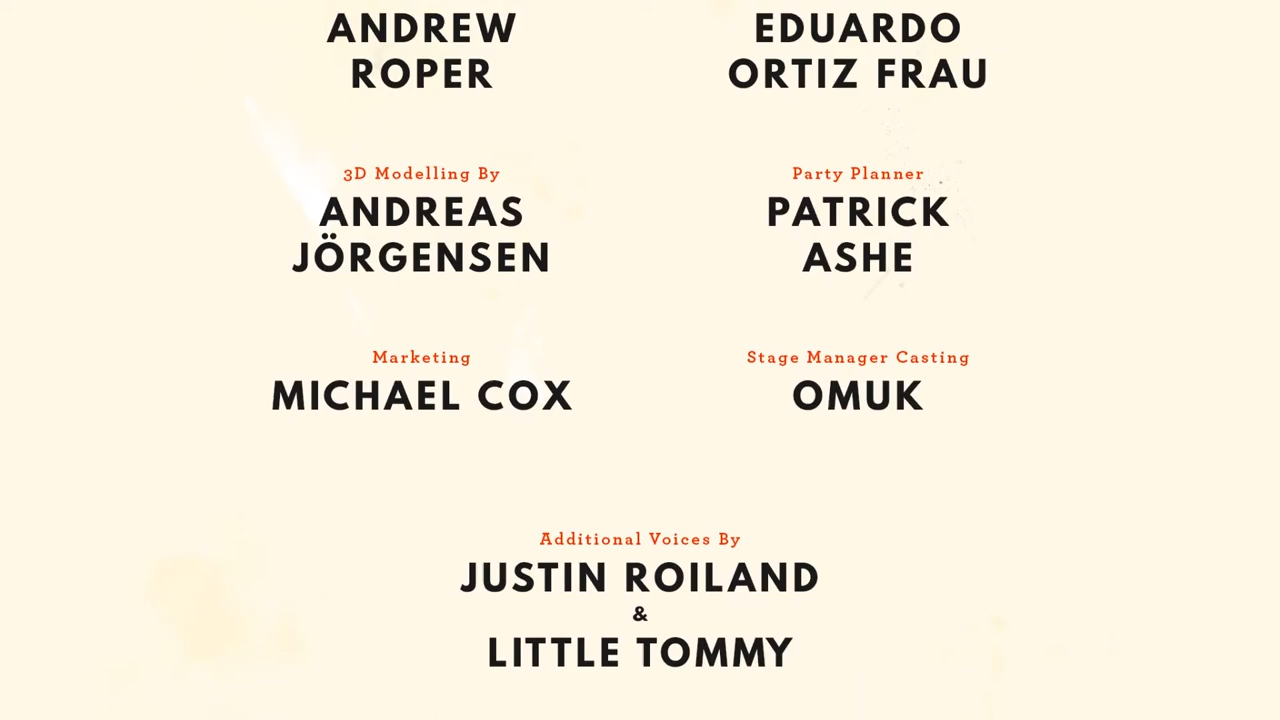 ANDREW
ROPER
EDUARDO
ORTIZ FRAU
3D Modelling By
ANDREAS
JÖRGENSEN
Party Planner
PATRICK
ASHE
Marketing
MICHAEL COX
Stage Manager Casting
OMUK
Additional Voices By
JUSTIN ROILAND
&
LITTLE TOMMY